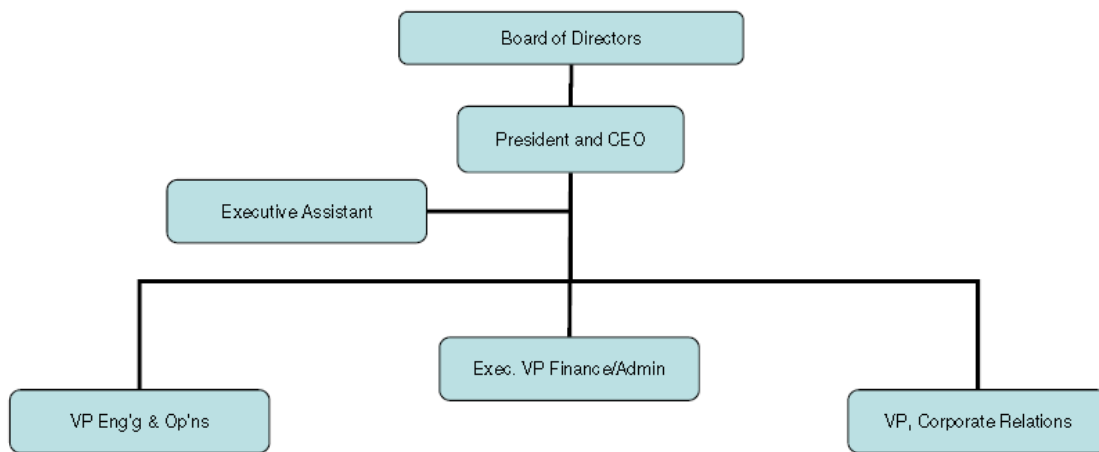 Board of Directors
President and CEO
Executive Assistant
Exec. VP Finance/Admin
VP Eng'g & Op'ns
VP, Corporate Relations